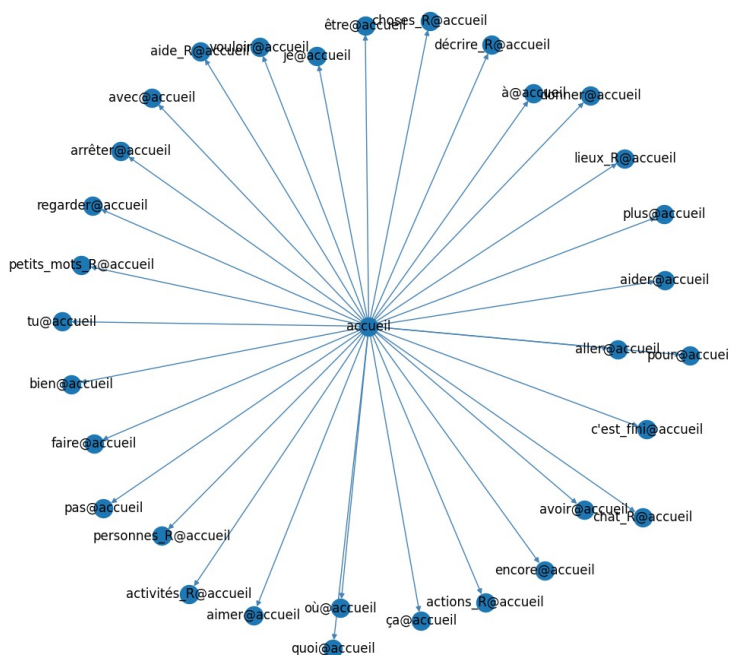 choses_R@accueil
être@accueil
décrire_R@accueil
vouloir@accueil
aide_R@accueil
je@accueil
à@accueil
donner@accueil
avec@accueil
arrêter@accueil
lieux_R@accueil
regarder@accueil
plus@accueil
petits_mots_R@accueil
aider@accueil
tu@accueil
accueil
aller@accueil
pour@accuei
bien@accueil
c'est_fini@accueil
faire@accueil
pas@accueil
avoir@accueil
chat_R@accueil
personnes_R@accueil
encore@accueil
activités_R@accueil
actions_R@accueil
où@accueil
aimer@accueil
ça@accueil
quoi@accueil